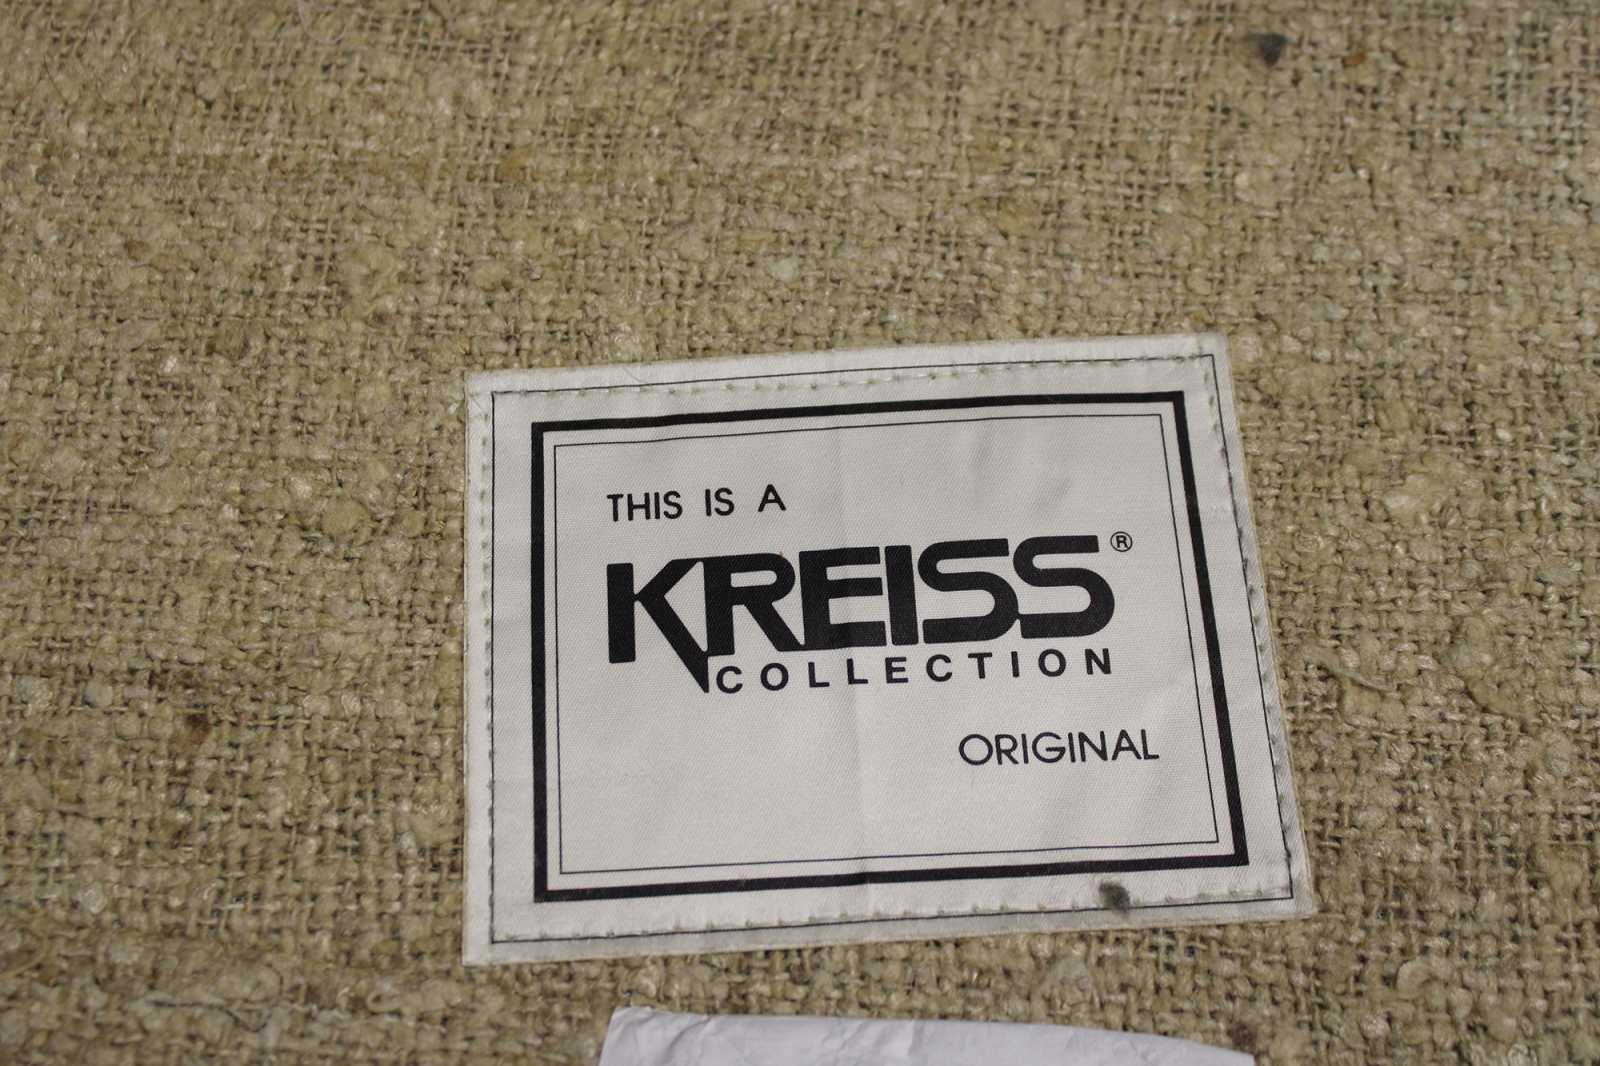 THIS IS A
KREISS®
COLLECTION
ORIGINAL